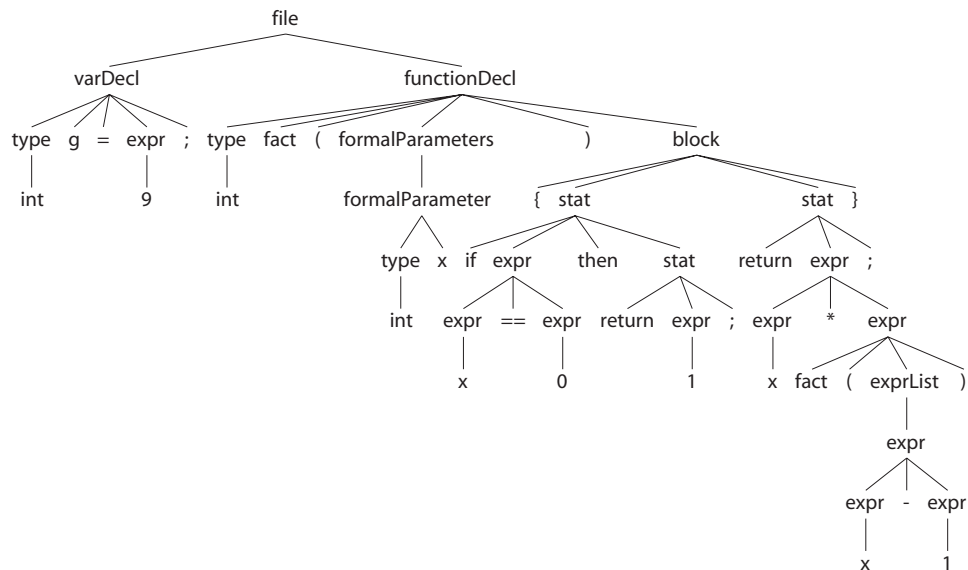 file
varDecl functionDecl
type g = expr ; type fact ( formalParameters ) block
int 9 int formalParameter { stat stat }
type x if expr then stat return expr ;
int expr == expr return expr ; expr * expr
x 0 1 x fact ( exprList )
expr
expr - expr
x 1